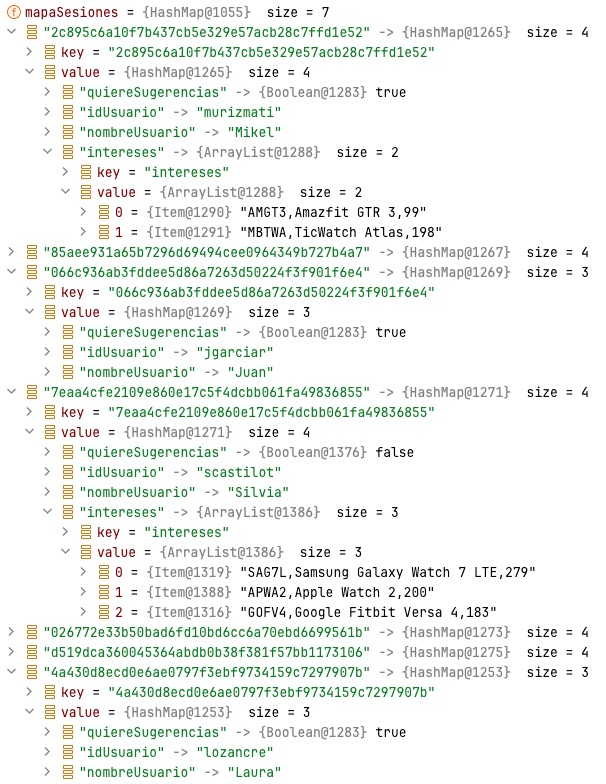 f mapaSesiones = {HashMap@1055} size = 7
"2c895c6a10f7b437cb5e329e57acb28c7ffd1e52" -> {HashMap@1265} size = 4
key = "2c895c6a10f7b437cb5e329e57acb28c7ffd1e52"
value = {HashMap@1265} size = 4
"quiereSugerencias" -> {Boolean@1283} true
"idUsuario" -> "murizmati"
"nombreUsuario" -> "Mikel"
"intereses" -> {ArrayList@1288} size = 2
key = "intereses"
value = {ArrayList@1288} size = 2
0 = {Item@1290} "AMGT3,Amazfit GTR 3,99"
1 = {Item@1291} "MBTWA,TicWatch Atlas,198"
"85aee931a65b7296d69494cee0964349b727b4a7" -> {HashMap@1267} size = 4
"066c936ab3fddee5d86a7263d50224f3f901f6e4" -> {HashMap@1269} size = 3
key = "066c936ab3fddee5d86a7263d50224f3f901f6e4"
value = {HashMap@1269} size = 3
"quiereSugerencias" -> {Boolean@1283} true
"idUsuario" -> "jgarciar"
"nombreUsuario" -> "Juan"
"7eaa4cfe2109e860e17c5f4dcbb061fa49836855" -> {HashMap@1271} size = 4
key = "7eaa4cfe2109e860e17c5f4dcbb061fa49836855"
value = {HashMap@1271} size = 4
"quiereSugerencias" -> {Boolean@1376} false
"idUsuario" -> "scastilot"
"nombreUsuario" -> "Silvia"
"intereses" -> {ArrayList@1386} size = 3
key = "intereses"
value = {ArrayList@1386} size = 3
0 = {Item@1319} "SAG7L,Samsung Galaxy Watch 7 LTE,279"
1 = {Item@1388} "APWA2,Apple Watch 2,200"
2 = {Item@1316} "GOFV4,Google Fitbit Versa 4,183"
"026772e33b50bad6fd10bd6cc6a70ebd6699561b" -> {HashMap@1273} size = 4
"d519dca360045364abdb0b38f381f57bb1173106" -> {HashMap@1275} size = 4
"4a430d8ecd0e6ae0797f3ebf9734159c7297907b" -> {HashMap@1253} size = 3
key = "4a430d8ecd0e6ae0797f3ebf9734159c7297907b"
value = {HashMap@1253} size = 3
"quiereSugerencias" -> {Boolean@1283} true
"idUsuario" -> "lozancre"
"nombreUsuario" -> "Laura"